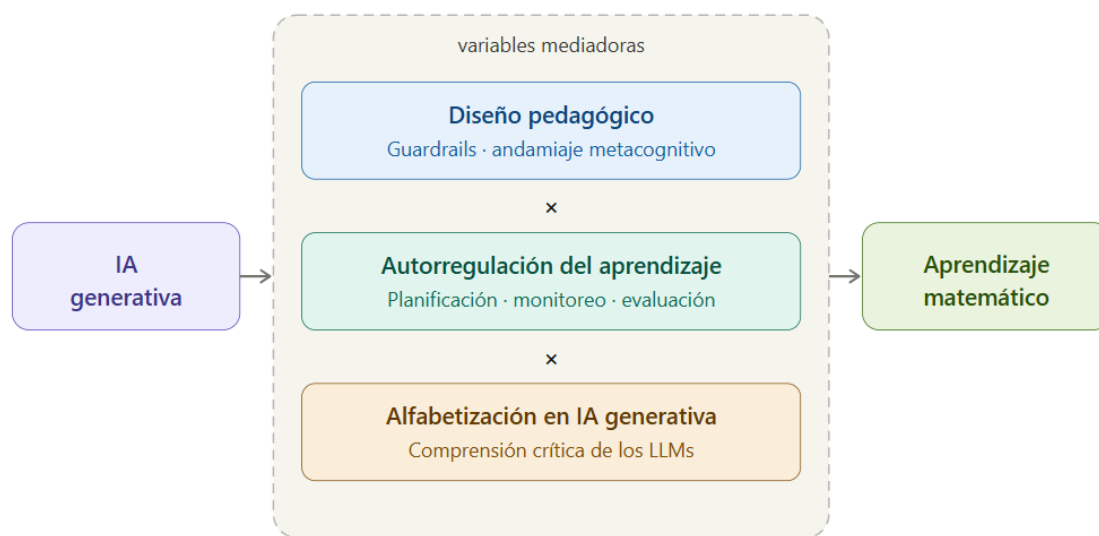 variables mediadoras
Diseño pedagógico
Guardrails · andamiaje metacognitivo
×
IA
generativa
Autorregulación del aprendizaje
Planificación · monitoreo · evaluación
Aprendizaje
matemático
×
Alfabetización en IA generativa
Comprensión crítica de los LLMs